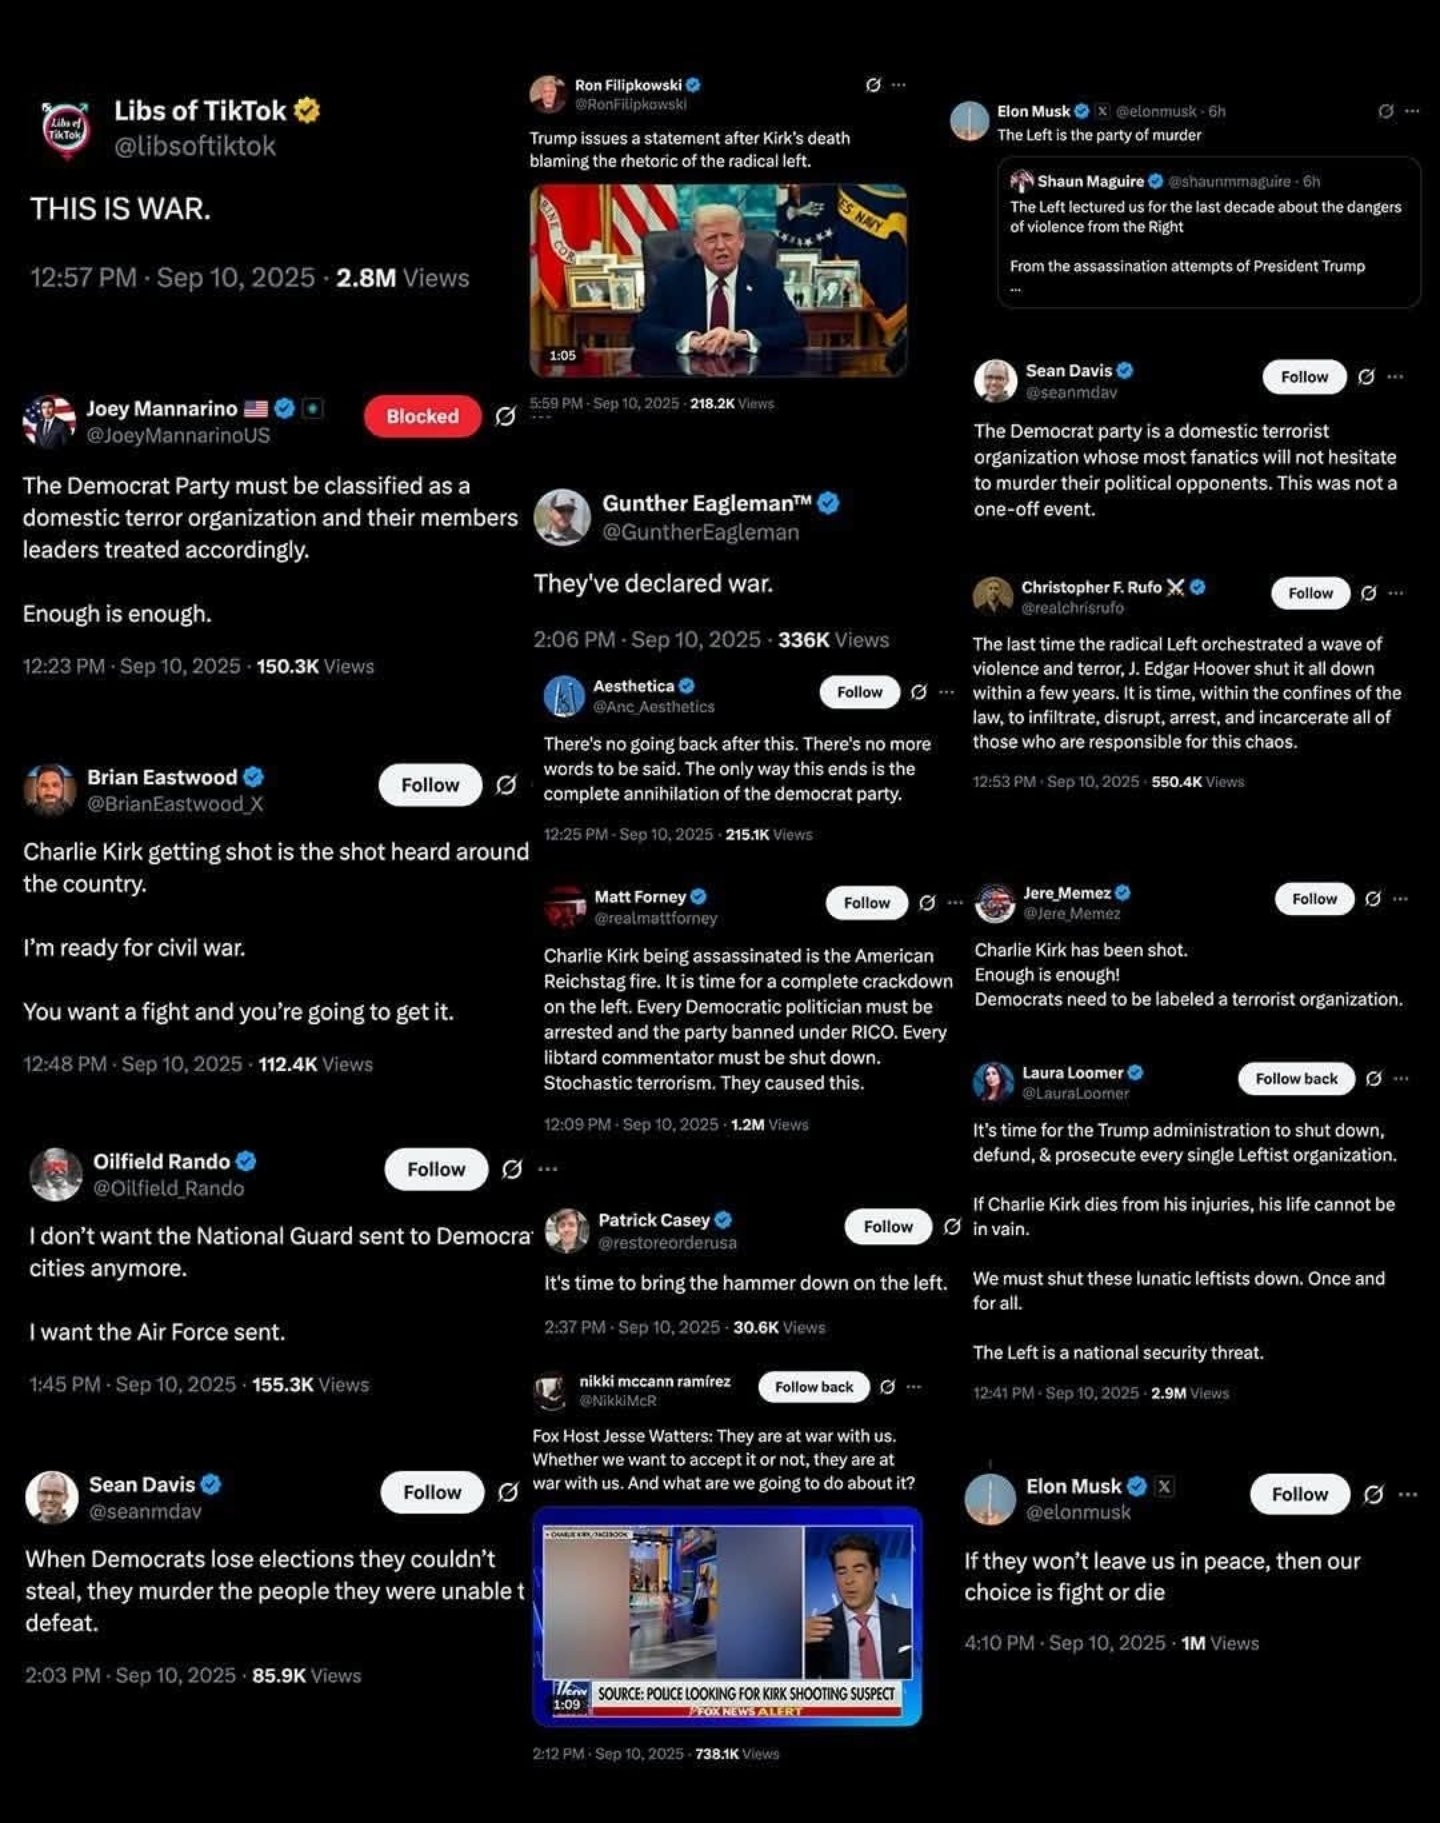 Libs of TikTok
@libsoftiktok
THIS IS WAR.
12:57 PM · Sep 10, 2025 · 2.8M Views
Joey Mannarino
Blocked
@JoeyMannarinoUS
The Democrat Party must be classified as a
domestic terror organization and their members
leaders treated accordingly.
Enough is enough.
12:23 PM · Sep 10, 2025 · 150.3K Views
Brian Eastwood
Follow
@BrianEastwood_X
Charlie Kirk getting shot is the shot heard around
the country.
I'm ready for civil war.
You want a fight and you're going to get it.
12:48 PM · Sep 10, 2025 · 112.4K Views
Oilfield Rando
Follow
@Oilfield_Rando
I don't want the National Guard sent to Democra
cities anymore.
I want the Air Force sent.
1:45 PM · Sep 10, 2025 · 155.3K Views
Sean Davis
Follow
@seanmdav
When Democrats lose elections they couldn't
steal, they murder the people they were unable t
defeat.
2:03 PM · Sep 10, 2025 · 85.9K Views
Ron Filipkowski
@RonFilipkowski
Trump issues a statement after Kirk's death
blaming the rhetoric of the radical left.
INE COR
ES NAVY
1:05
5:59 PM · Sep 10, 2025 · 218.2K Views
Gunther Eagleman™
@GuntherEagleman
They've declared war.
2:06 PM · Sep 10, 2025 · 336K Views
Aesthetica
Follow
@Anc_Aesthetics
There's no going back after this. There's no more
words to be said. The only way this ends is the
complete annihilation of the democrat party.
12:25 PM · Sep 10, 2025 · 215.1K Views
Matt Forney
Follow
@realmattforney
Charlie Kirk being assassinated is the American
Reichstag fire. It is time for a complete crackdown
on the left. Every Democratic politician must be
arrested and the party banned under RICO. Every
libtard commentator must be shut down.
Stochastic terrorism. They caused this.
12:09 PM · Sep 10, 2025 · 1.2M Views
Patrick Casey
Follow
@restoreorderusa
It's time to bring the hammer down on the left.
2:37 PM · Sep 10, 2025 · 30.6K Views
nikki mccann ramírez
Follow back
@NikkiMcR
Fox Host Jesse Watters: They are at war with us.
Whether we want to accept it or not, they are at
war with us. And what are we going to do about it?
CHARLIE KIRK/FACEBOOK
SOURCE: POLICE LOOKING FOR KIRK SHOOTING SUSPECT
1:09
FOX NEWS ALERT
2:12 PM · Sep 10, 2025 · 738.1K Views
Elon Musk X @elonmusk · 6h
The Left is the party of murder
Shaun Maguire @shaunmmaguire · 6h
The Left lectured us for the last decade about the dangers
of violence from the Right
From the assassination attempts of President Trump
...
Sean Davis
Follow
@seanmdav
The Democrat party is a domestic terrorist
organization whose most fanatics will not hesitate
to murder their political opponents. This was not a
one-off event.
Christopher F. Rufo ⚔
Follow
@realchrisrufo
The last time the radical Left orchestrated a wave of
violence and terror, J. Edgar Hoover shut it all down
within a few years. It is time, within the confines of the
law, to infiltrate, disrupt, arrest, and incarcerate all of
those who are responsible for this chaos.
12:53 PM · Sep 10, 2025 · 550.4K Views
Jere_Memez
Follow
@Jere_Memez
Charlie Kirk has been shot.
Enough is enough!
Democrats need to be labeled a terrorist organization.
Laura Loomer
Follow back
@LauraLoomer
It's time for the Trump administration to shut down,
defund, & prosecute every single Leftist organization.
If Charlie Kirk dies from his injuries, his life cannot be
in vain.
We must shut these lunatic leftists down. Once and
for all.
The Left is a national security threat.
12:41 PM · Sep 10, 2025 · 2.9M Views
Elon Musk X
Follow
@elonmusk
If they won't leave us in peace, then our
choice is fight or die
4:10 PM · Sep 10, 2025 · 1M Views